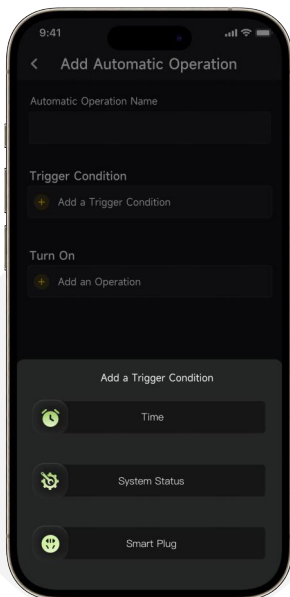 9:41
Add Automatic Operation
Automatic Operation Name
Trigger Condition
Add a Trigger Condition
Turn On
Add an Operation
Add a Trigger Condition
Time
System Status
Smart Plug